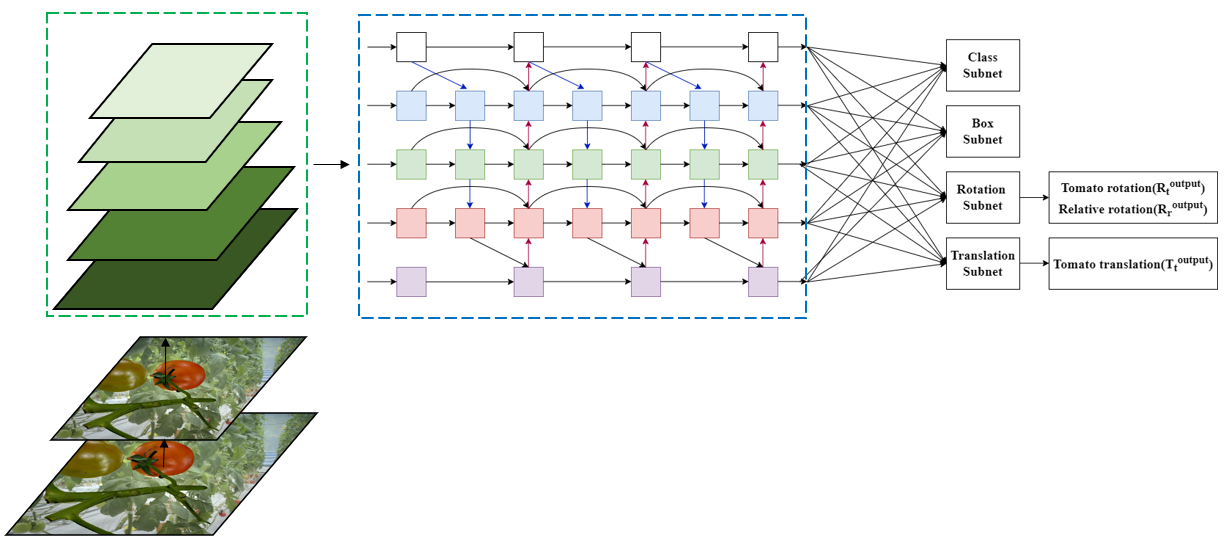 Class
Subnet
Box
Subnet
Rotation
Subnet
Tomato rotation(Rₜᵒᵘᵗᵖᵘᵗ)
Relative rotation(Rᵣᵒᵘᵗᵖᵘᵗ)
Translation
Subnet
Tomato translation(Tₜᵒᵘᵗᵖᵘᵗ)